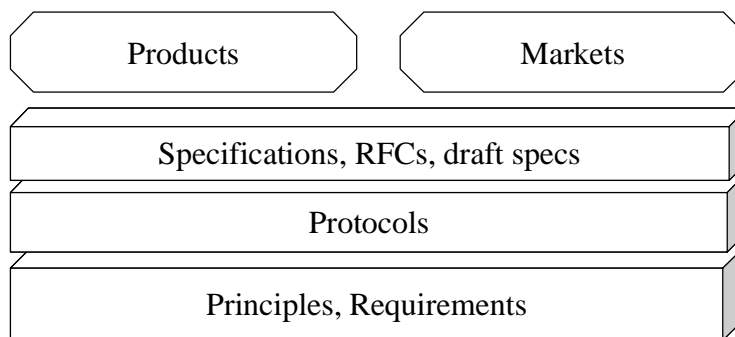 Products
Markets
Specifications, RFCs, draft specs
Protocols
Principles, Requirements